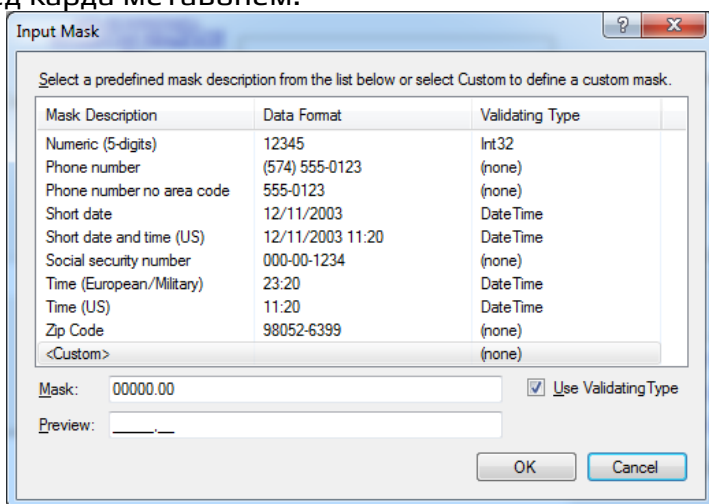 ед карда метавонем.
Input Mask
Select a predefined mask description from the list below or select Custom to define a custom mask.
Mask Description Data Format Validating Type
Numeric (5-digits) 12345 Int32
Phone number (574) 555-0123 (none)
Phone number no area code 555-0123 (none)
Short date 12/11/2003 DateTime
Short date and time (US) 12/11/2003 11:20 DateTime
Social security number 000-00-1234 (none)
Time (European/Military) 23:20 DateTime
Time (US) 11:20 DateTime
Zip Code 98052-6399 (none)
<Custom> (none)
Mask: 00000.00 Use ValidatingType
Preview: _____.__
OK Cancel